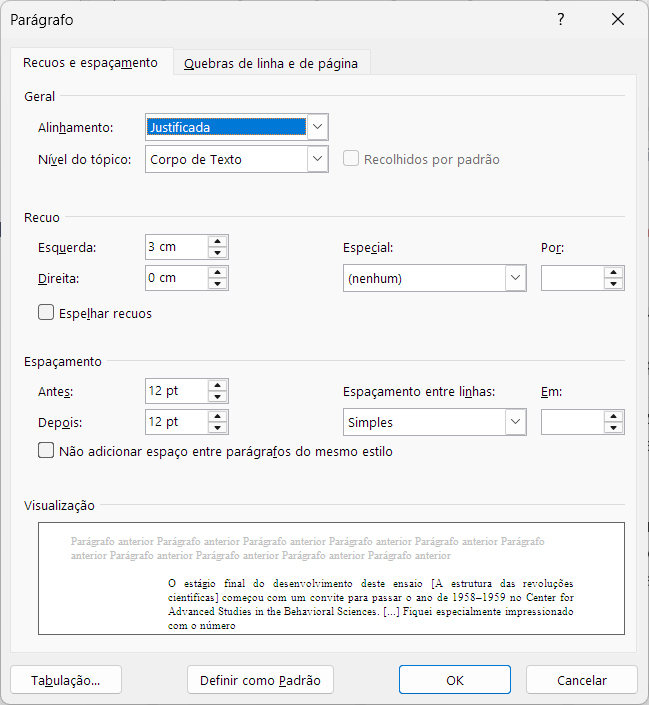 Parágrafo ?
Recuos e espaçamento Quebras de linha e de página
Geral
Alinhamento: Justificada
Nível do tópico: Corpo de Texto Recolhidos por padrão
Recuo
Esquerda: 3 cm Especial: Por:
Direita: 0 cm (nenhum)
Espelhar recuos
Espaçamento
Antes: 12 pt Espaçamento entre linhas: Em:
Depois: 12 pt Simples
Não adicionar espaço entre parágrafos do mesmo estilo
Visualização
Parágrafo anterior Parágrafo anterior Parágrafo anterior Parágrafo anterior Parágrafo anterior Parágrafo
anterior Parágrafo anterior Parágrafo anterior Parágrafo anterior Parágrafo anterior
O estágio final do desenvolvimento deste ensaio [A estrutura das revoluções
científicas] começou com um convite para passar o ano de 1958–1959 no Center for
Advanced Studies in the Behavioral Sciences. [...] Fiquei especialmente impressionado
com o número
Tabulação... Definir como Padrão OK Cancelar